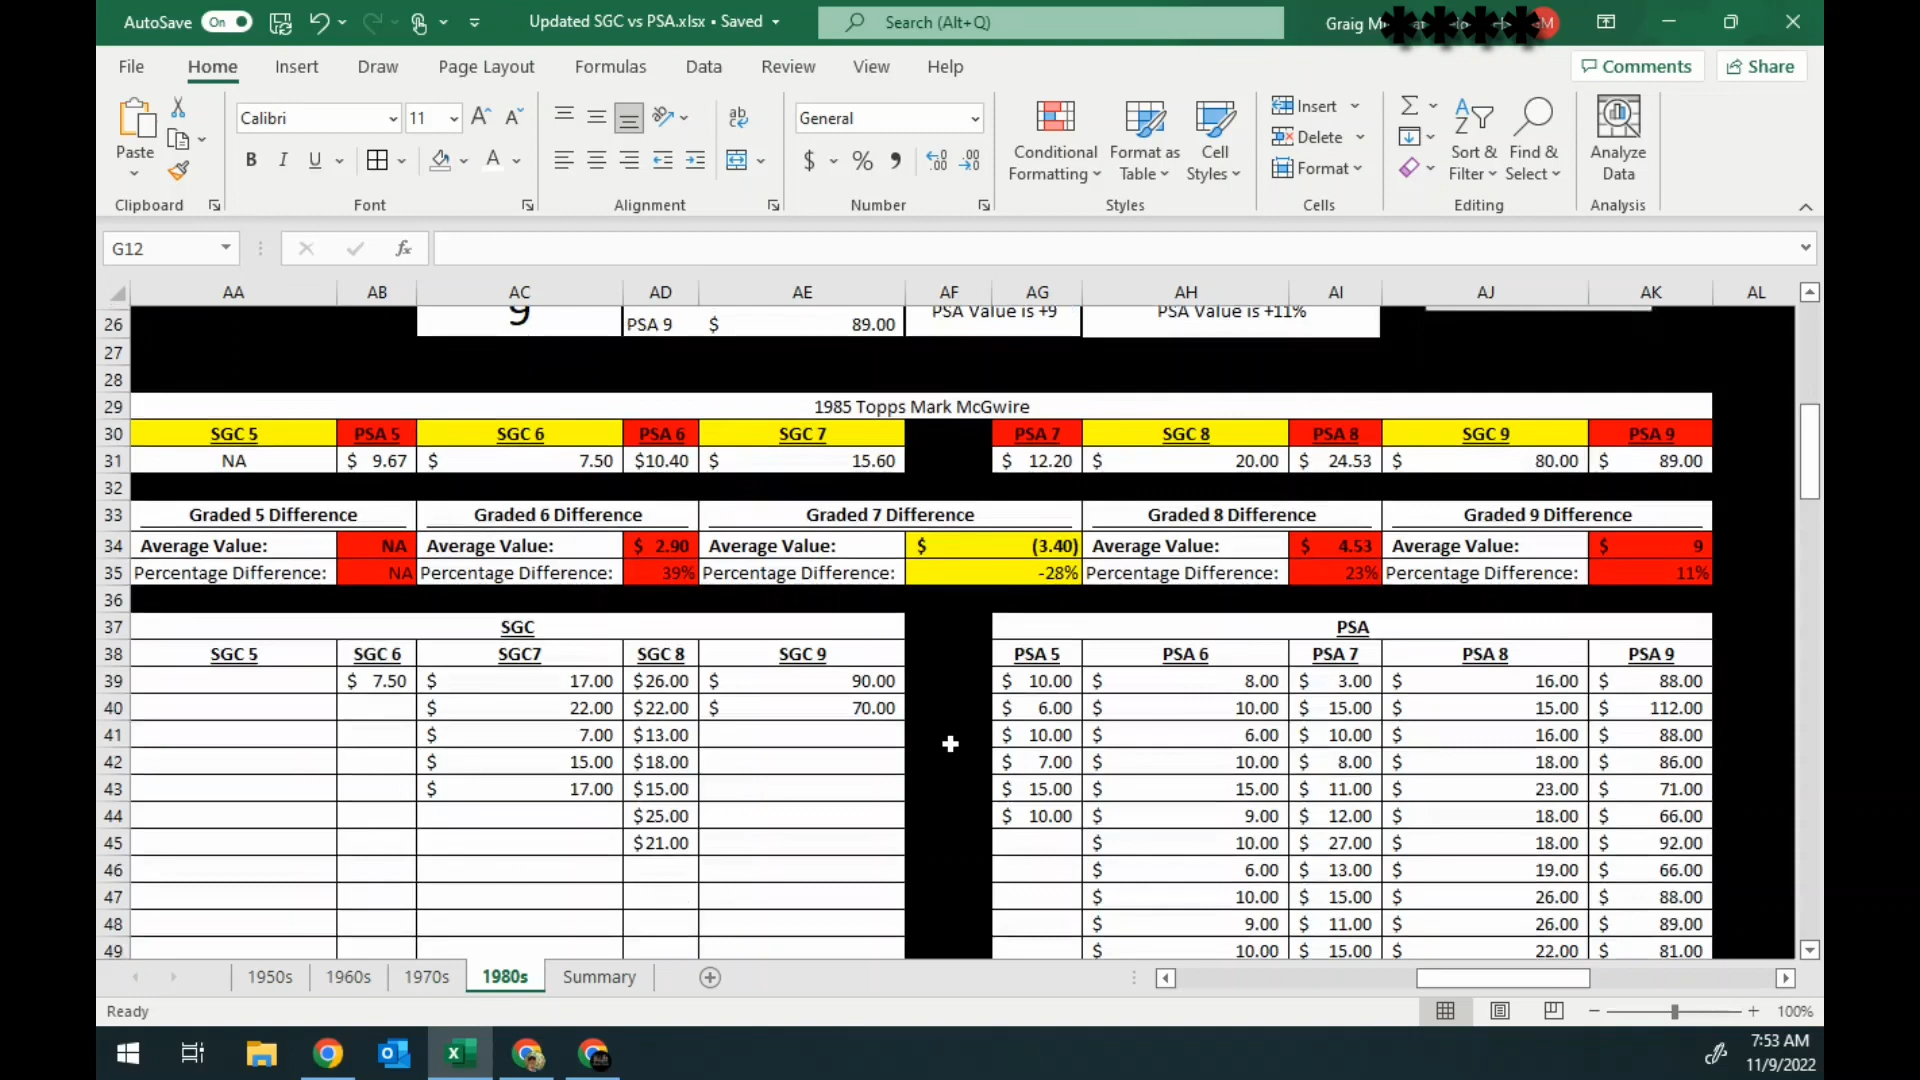 AutoSave On Updated SGC vs PSA.xlsx • Saved Search (Alt+Q) Graig M
File Home Insert Draw Page Layout Formulas Data Review View Help Comments Share
Paste Calibri 11 General Conditional Formatting Format as Table Cell Styles Insert Delete Format Sort & Filter Find & Select Analyze Data
Clipboard Font Alignment Number Styles Cells Editing Analysis
G12 fx
AA AB AC AD AE AF AG AH AI AJ AK AL
9 PSA Value is +9 PSA Value is +11%
26 PSA 9 $ 89.00
27
28
29 1985 Topps Mark McGwire
30 SGC 5 PSA 5 SGC 6 PSA 6 SGC 7 PSA 7 SGC 8 PSA 8 SGC 9 PSA 9
31 NA $ 9.67 $ 7.50 $10.40 $ 15.60 $ 12.20 $ 20.00 $ 24.53 $ 80.00 $ 89.00
32
33 Graded 5 Difference Graded 6 Difference Graded 7 Difference Graded 8 Difference Graded 9 Difference
34 Average Value: NA Average Value: $ 2.90 Average Value: $ (3.40) Average Value: $ 4.53 Average Value: $ 9
35 Percentage Difference: NA Percentage Difference: 39% Percentage Difference: -28% Percentage Difference: 23% Percentage Difference: 11%
36
37 SGC PSA
38 SGC 5 SGC 6 SGC7 SGC 8 SGC 9 PSA 5 PSA 6 PSA 7 PSA 8 PSA 9
39 $ 7.50 $ 17.00 $26.00 $ 90.00 $ 10.00 $ 8.00 $ 3.00 $ 16.00 $ 88.00
40 $ 22.00 $22.00 $ 70.00 $ 6.00 $ 10.00 $ 15.00 $ 15.00 $ 112.00
41 $ 7.00 $13.00 $ 10.00 $ 6.00 $ 10.00 $ 16.00 $ 88.00
42 $ 15.00 $18.00 $ 7.00 $ 10.00 $ 8.00 $ 18.00 $ 86.00
43 $ 17.00 $15.00 $ 15.00 $ 15.00 $ 11.00 $ 23.00 $ 71.00
44 $25.00 $ 10.00 $ 9.00 $ 12.00 $ 18.00 $ 66.00
45 $21.00 $ 10.00 $ 27.00 $ 18.00 $ 92.00
46 $ 6.00 $ 13.00 $ 19.00 $ 66.00
47 $ 10.00 $ 15.00 $ 26.00 $ 88.00
48 $ 9.00 $ 11.00 $ 26.00 $ 89.00
49 $ 10.00 $ 15.00 $ 22.00 $ 81.00
1950s 1960s 1970s 1980s Summary
Ready 100%
7:53 AM
11/9/2022